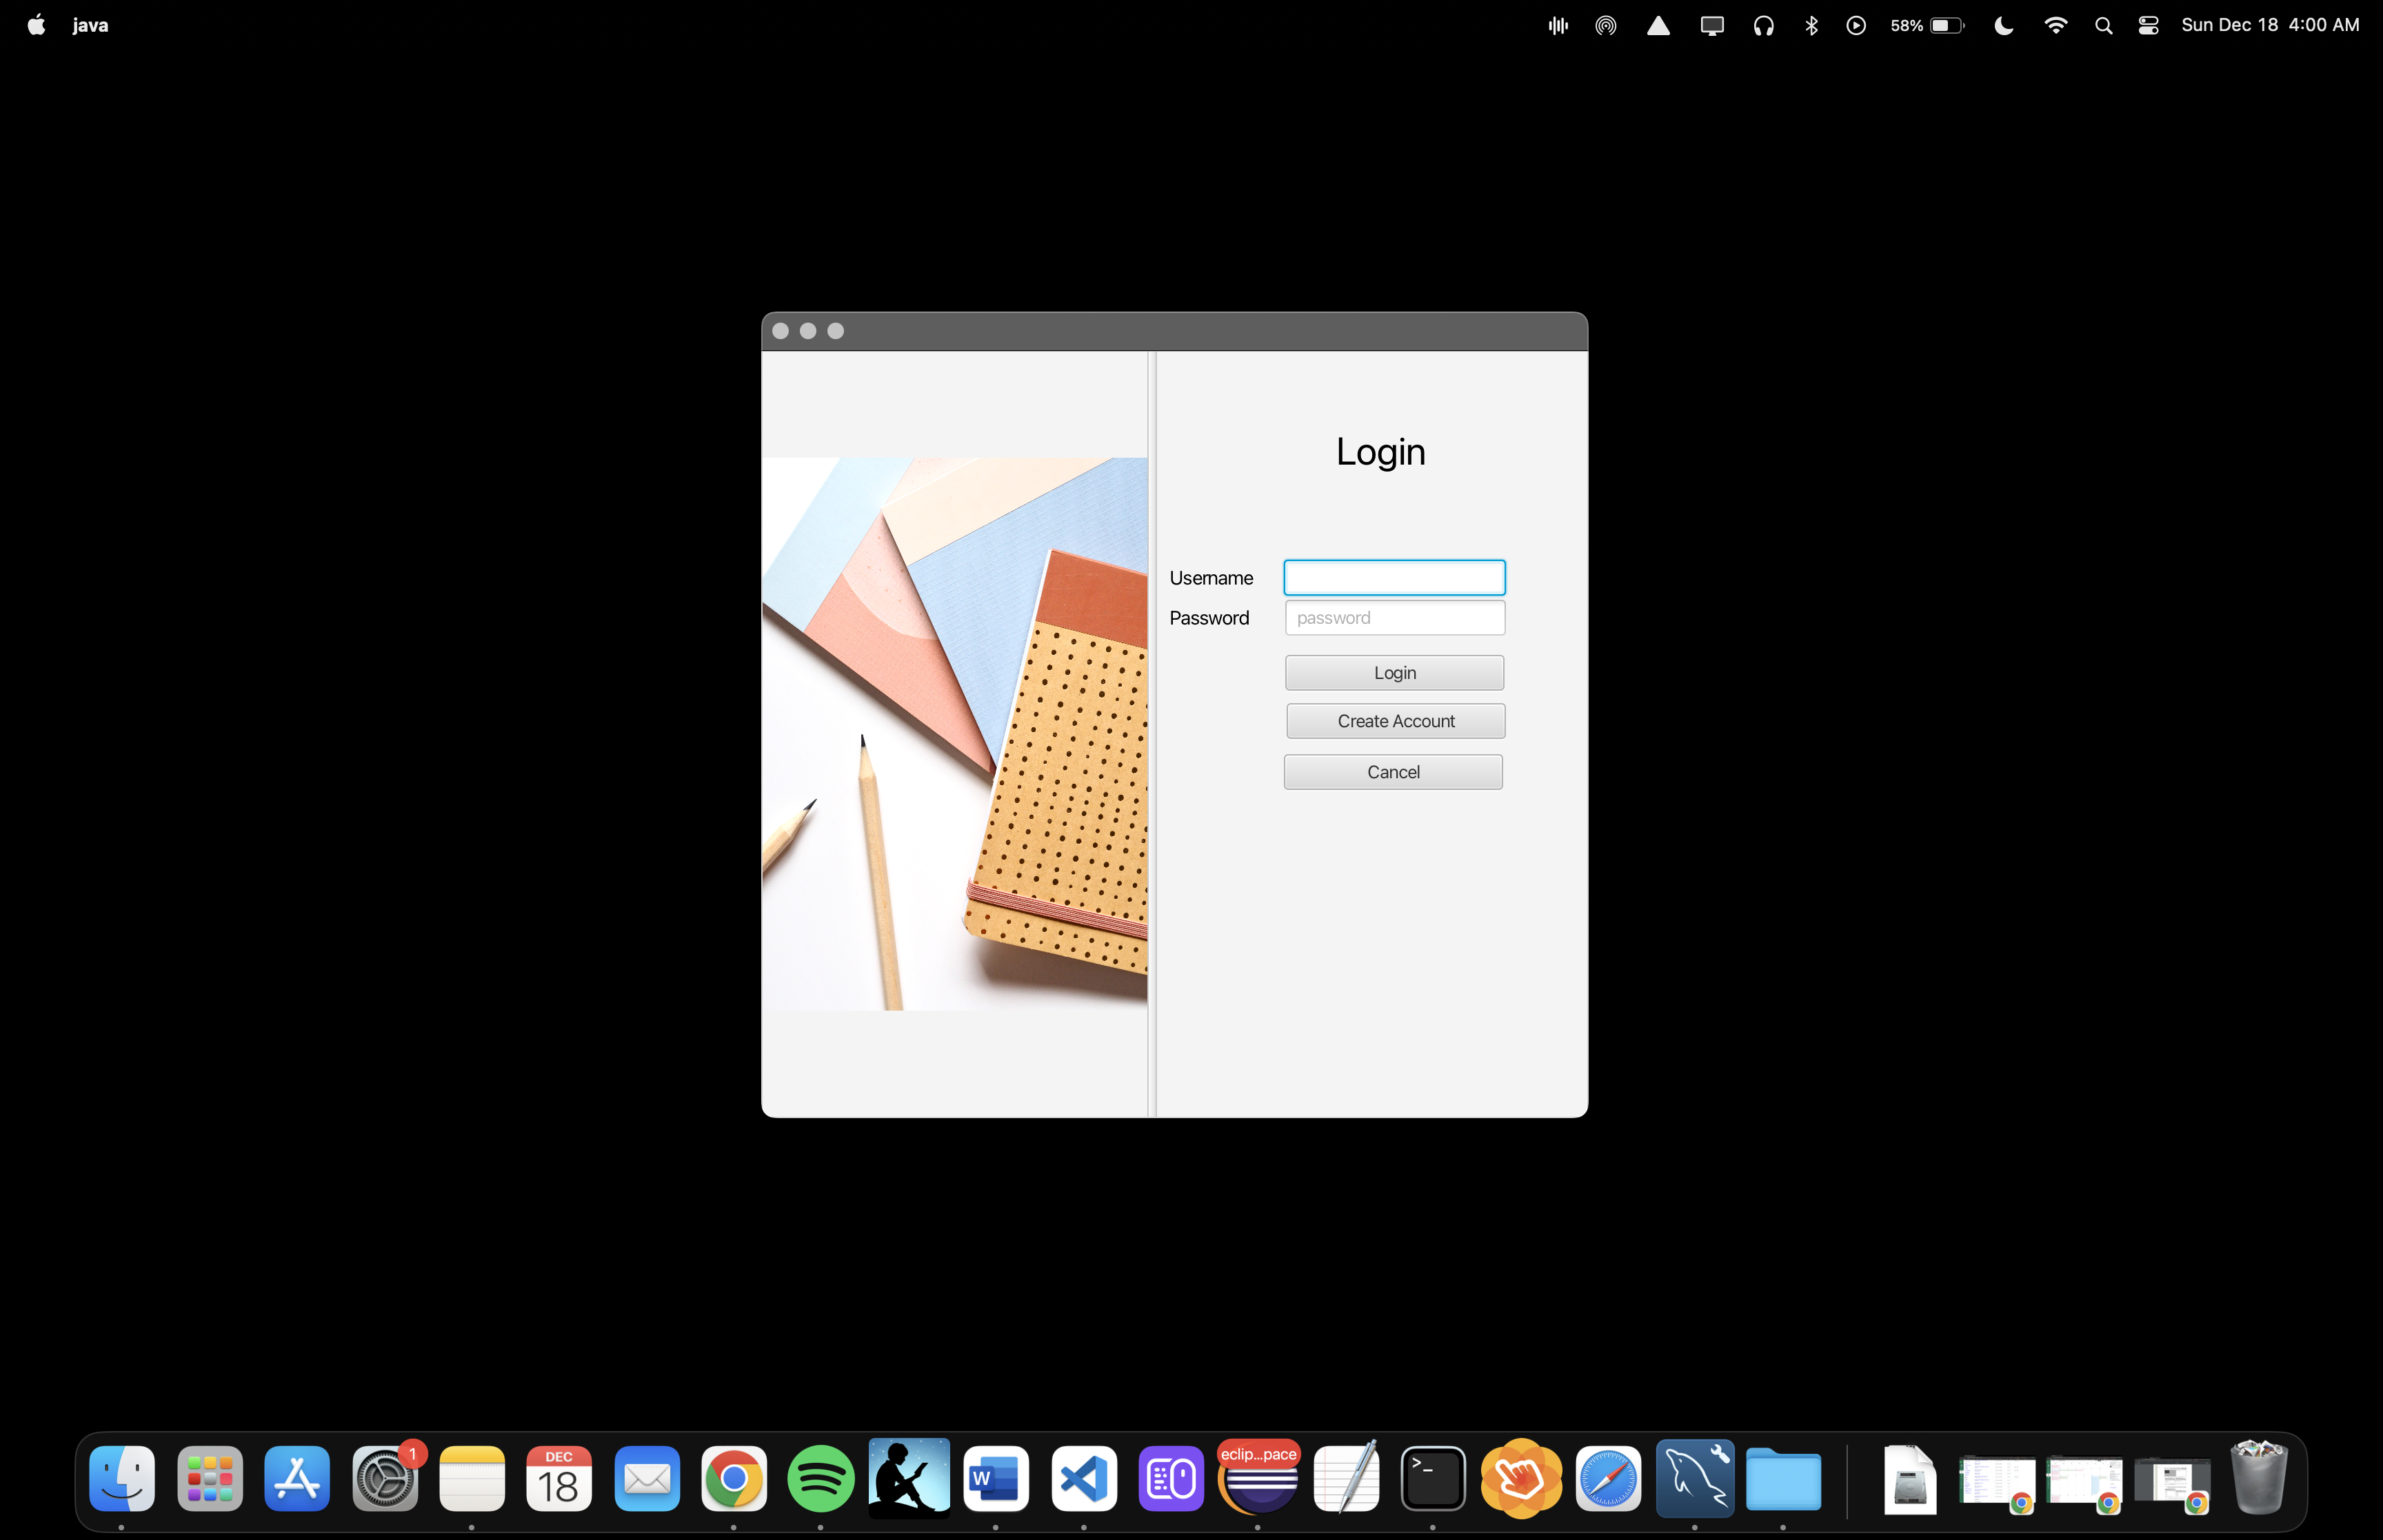 java
58%
Sun Dec 18 4:00 AM
Login
Username
Password
password
Login
Create Account
Cancel
1
DEC
18
W
eclip...pace
>_